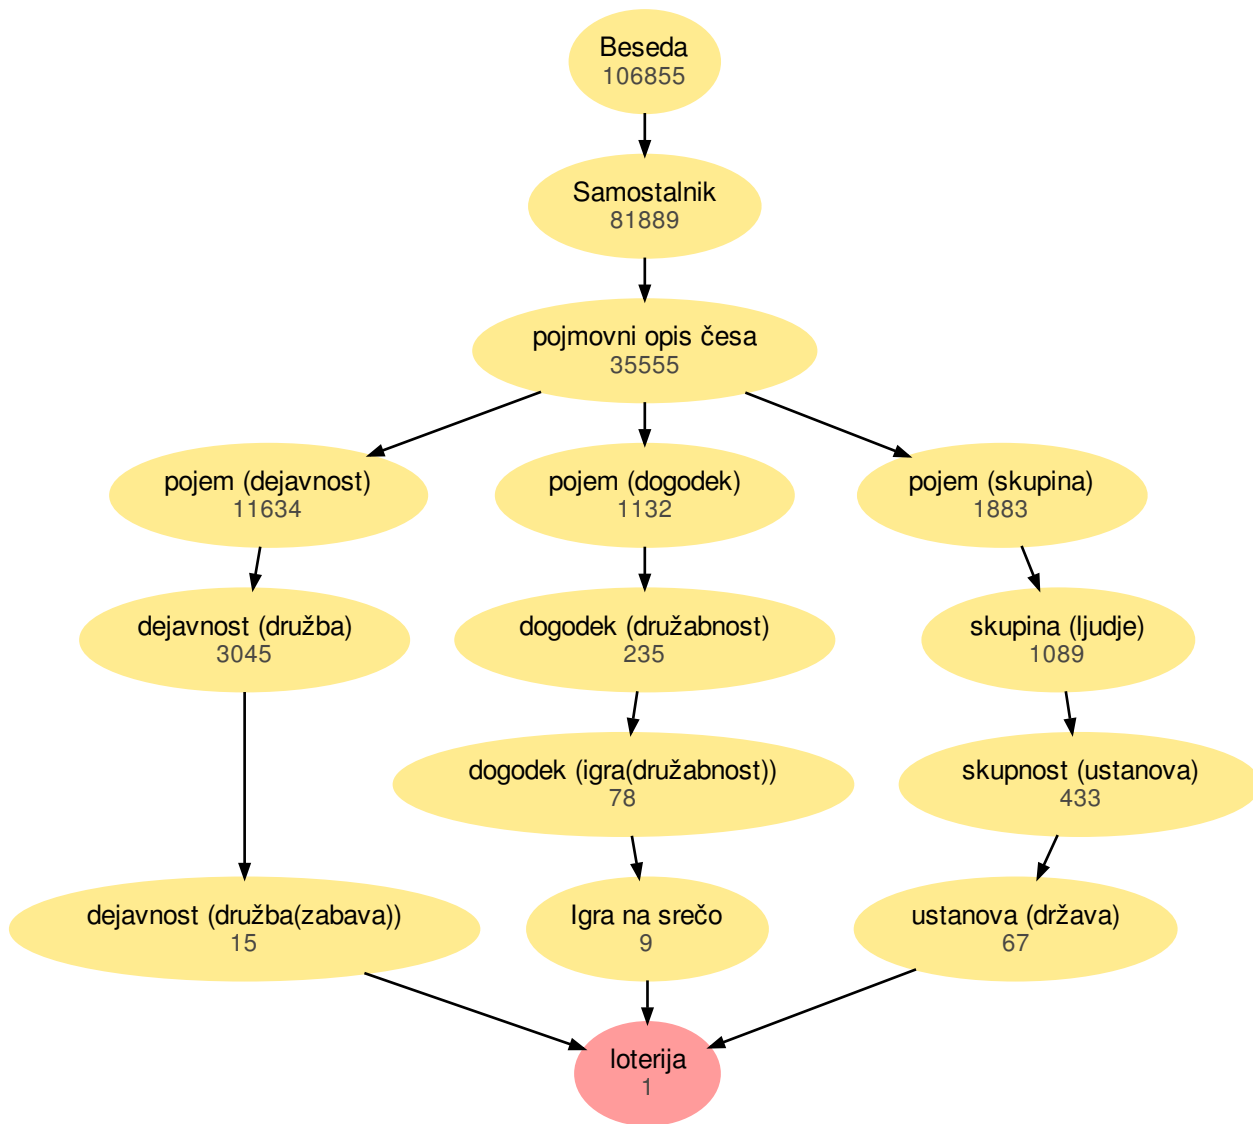 Beseda
106855
Samostalnik
81889
pojmovni opis česa
35555
pojem (dejavnost)
11634
pojem (dogodek)
1132
pojem (skupina)
1883
dejavnost (družba)
3045
dogodek (družabnost)
235
skupina (ljudje)
1089
dogodek (igra(družabnost))
78
skupnost (ustanova)
433
dejavnost (družba(zabava))
15
Igra na srečo
9
ustanova (država)
67
loterija
1